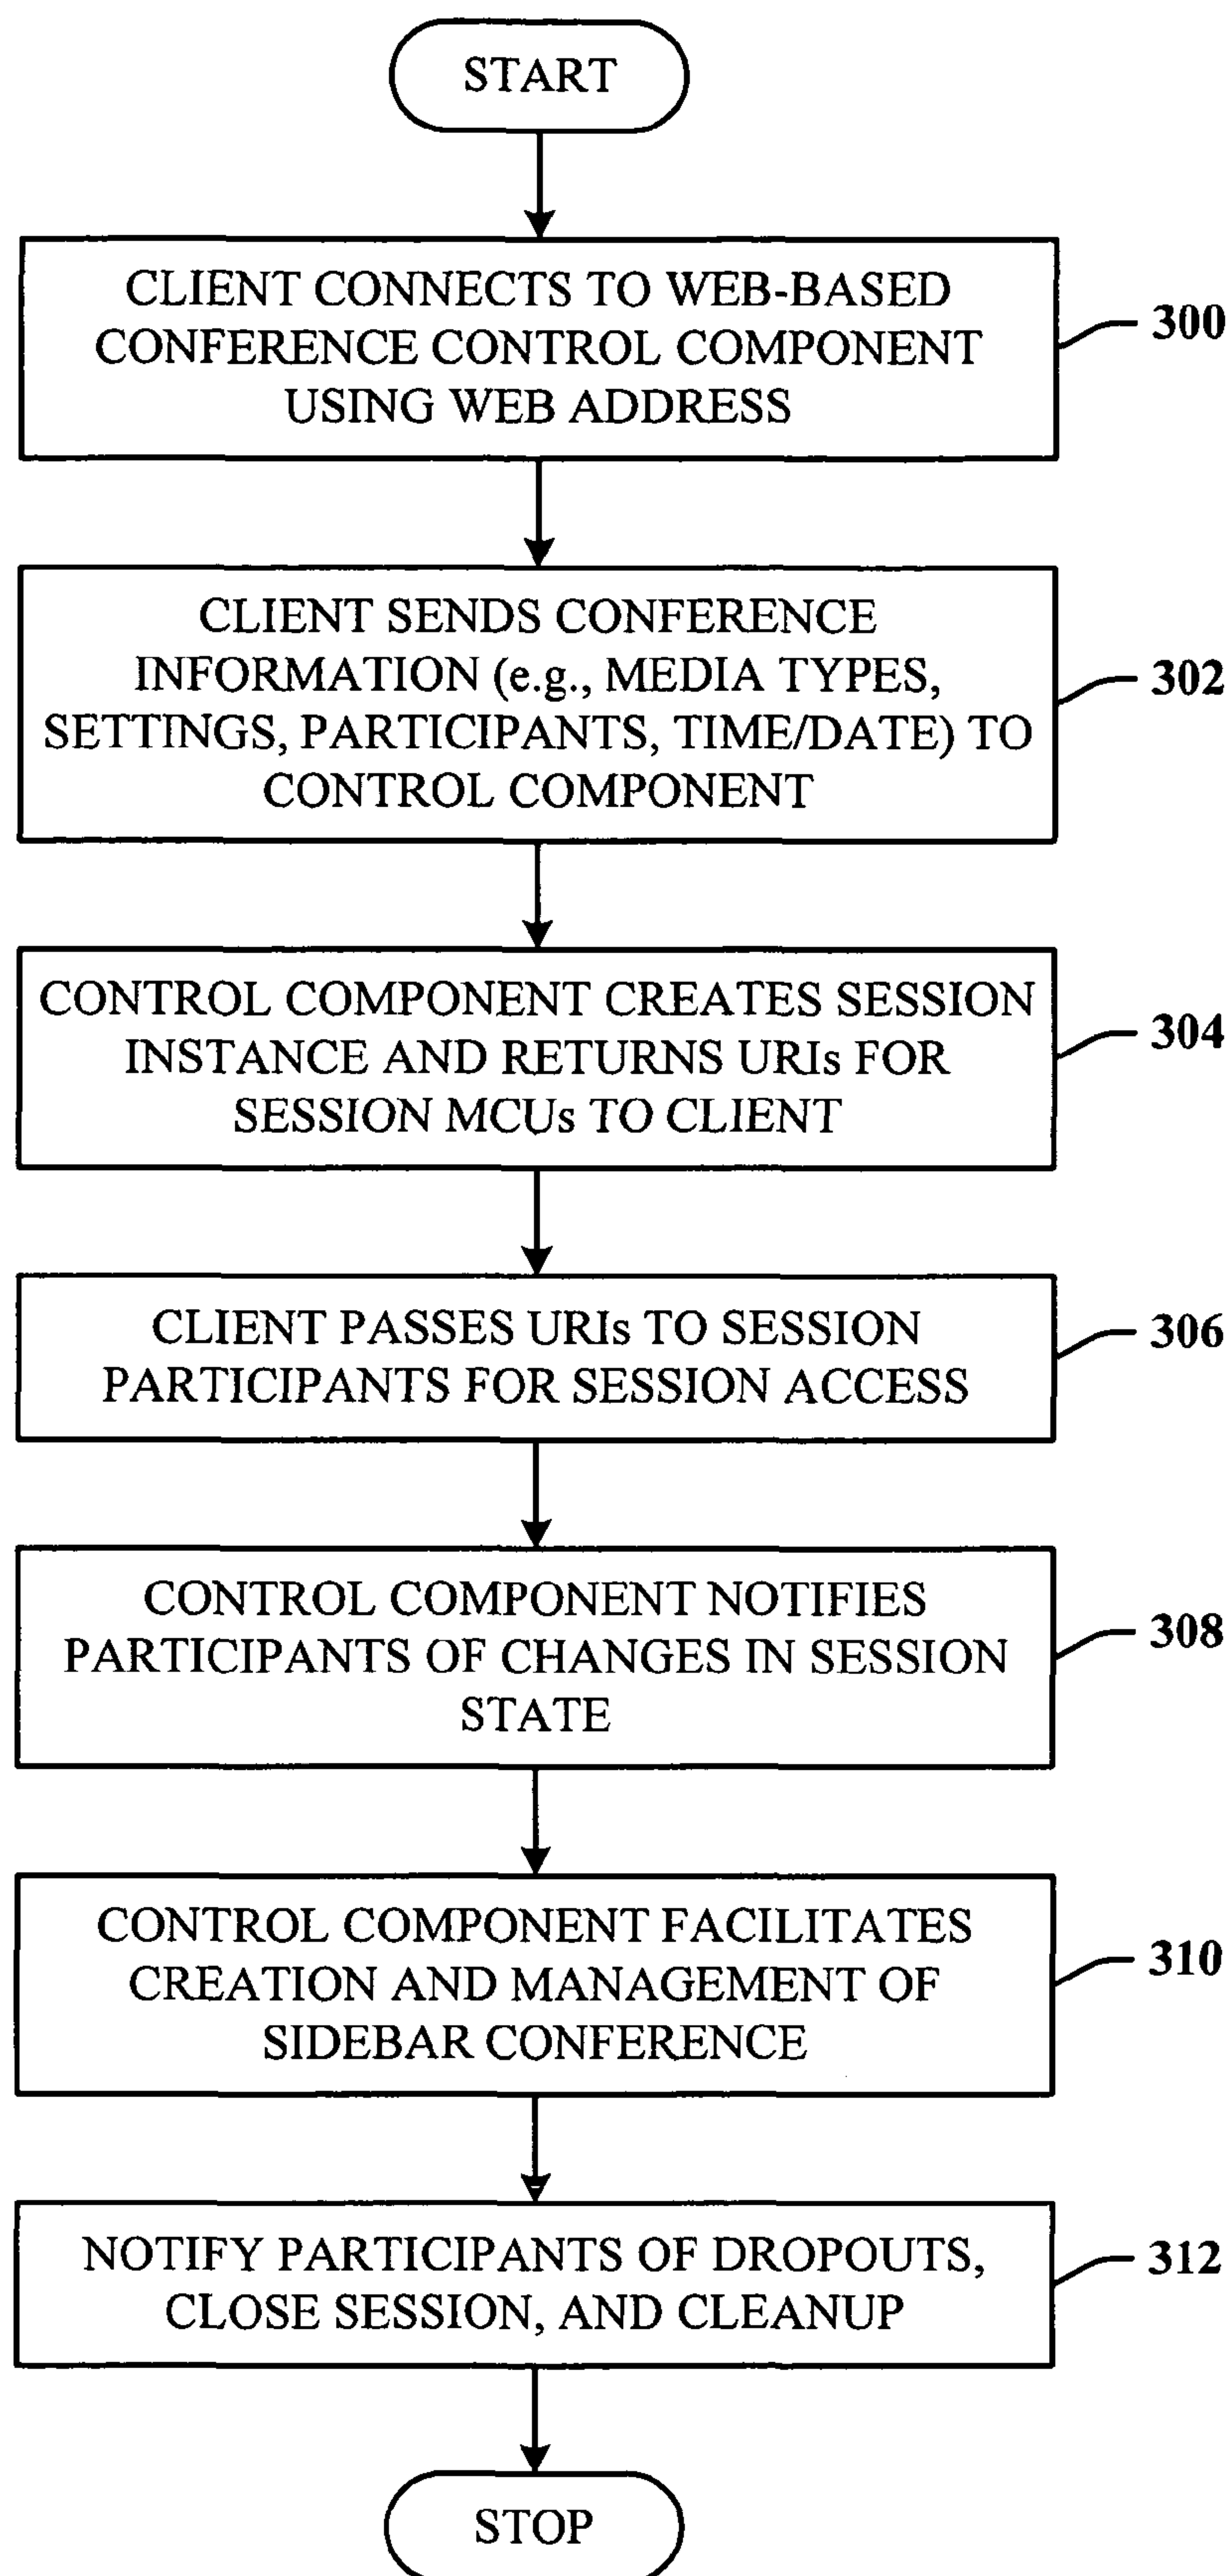 START
CLIENT CONNECTS TO WEB-BASED
CONFERENCE CONTROL COMPONENT
USING WEB ADDRESS
300
CLIENT SENDS CONFERENCE
INFORMATION (e.g., MEDIA TYPES,
SETTINGS, PARTICIPANTS, TIME/DATE) TO
CONTROL COMPONENT
302
CONTROL COMPONENT CREATES SESSION
INSTANCE AND RETURNS URIs FOR
SESSION MCUs TO CLIENT
304
CLIENT PASSES URIs TO SESSION
PARTICIPANTS FOR SESSION ACCESS
306
CONTROL COMPONENT NOTIFIES
PARTICIPANTS OF CHANGES IN SESSION
STATE
308
CONTROL COMPONENT FACILITATES
CREATION AND MANAGEMENT OF
SIDEBAR CONFERENCE
310
NOTIFY PARTICIPANTS OF DROPOUTS,
CLOSE SESSION, AND CLEANUP
312
STOP